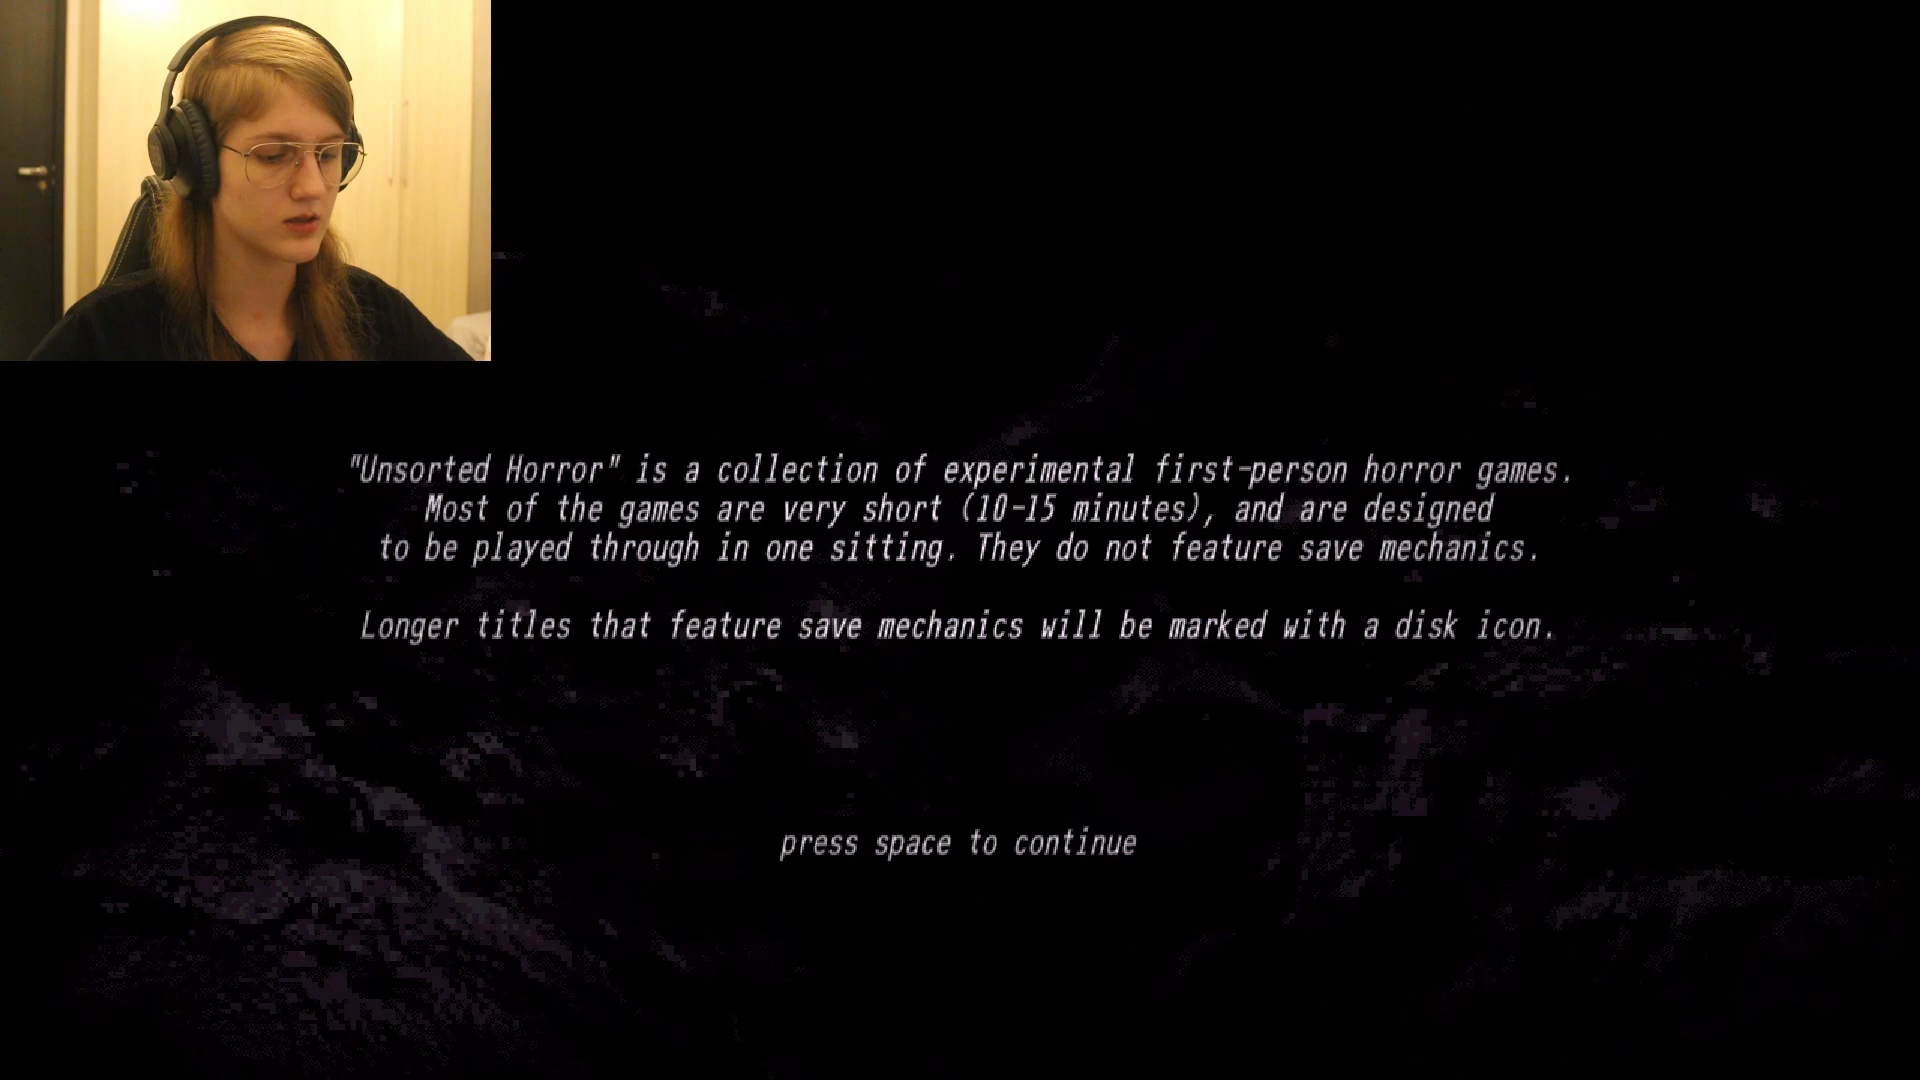 "Unsorted Horror" is a collection of experimental first-person horror games.
Most of the games are very short (10-15 minutes), and are designed
to be played through in one sitting. They do not feature save mechanics.
Longer titles that feature save mechanics will be marked with a disk icon.
press space to continue